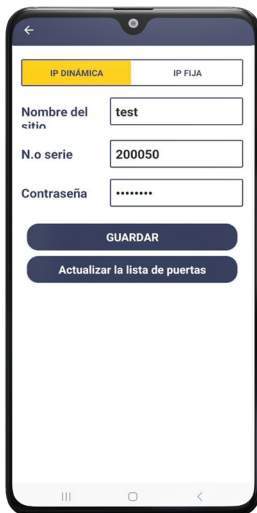 IP DINÁMICA IP FIJA
Nombre del
sitio
test
N.o serie 200050
Contraseña ••••••••
GUARDAR
Actualizar la lista de puertas